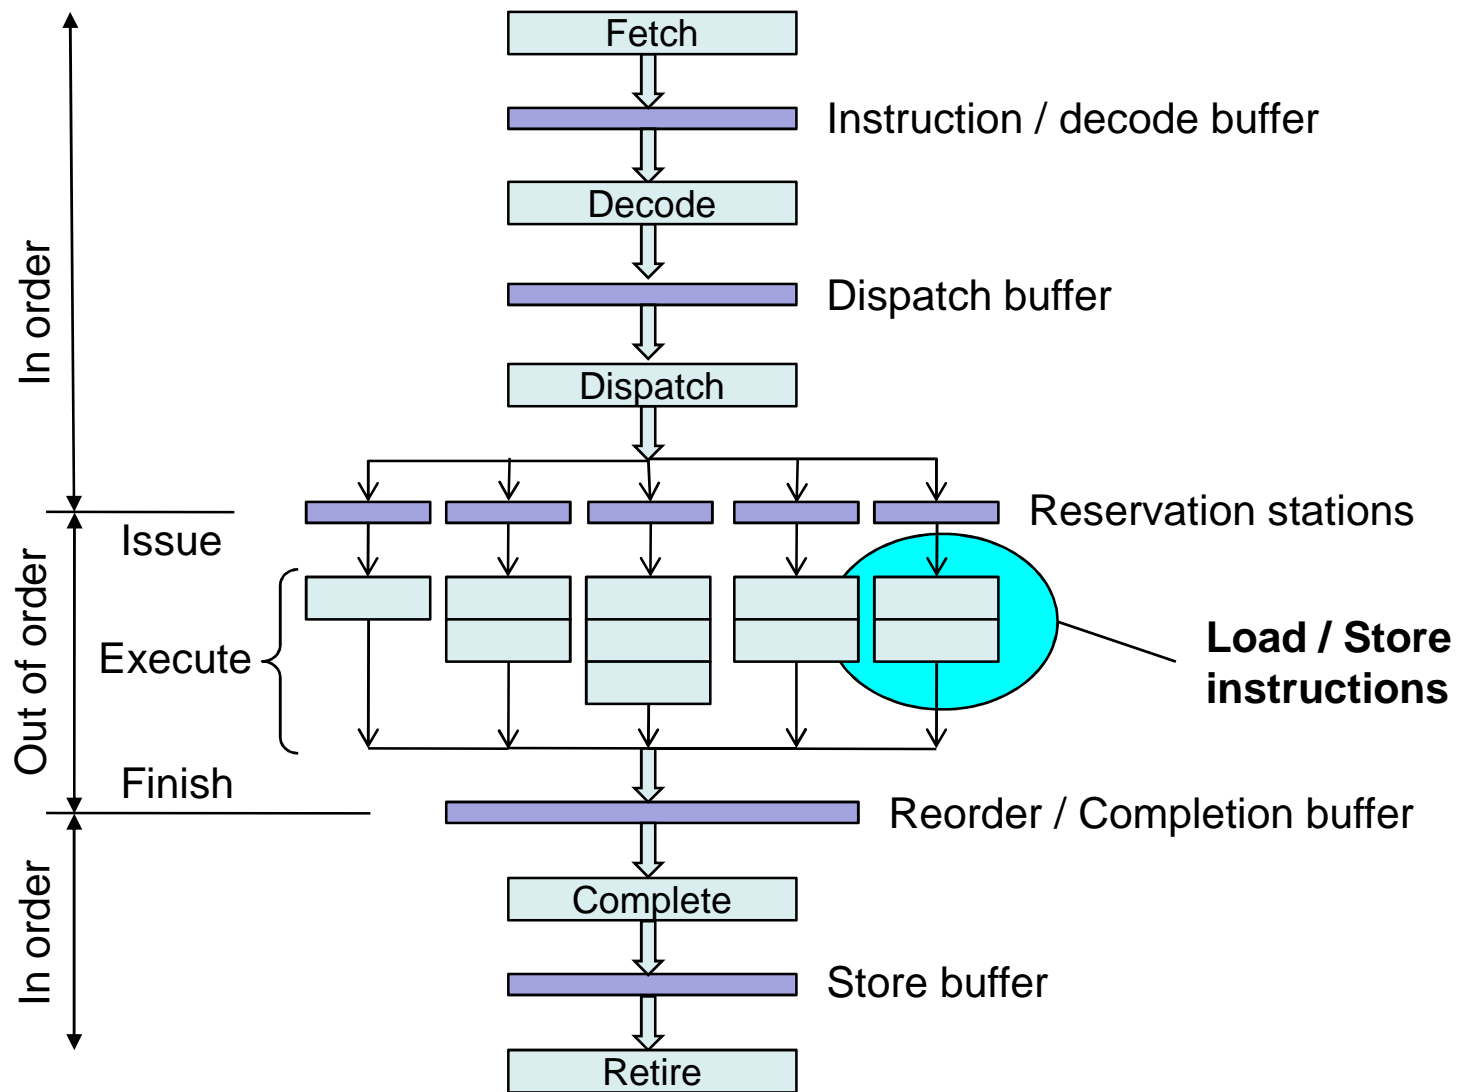 Fetch
Instruction / decode buffer
Decode
In order
Dispatch buffer
Dispatch
Reservation stations
Issue
Out of order
Execute
Load / Store
instructions
Finish
Reorder / Completion buffer
In order
Complete
Store buffer
Retire